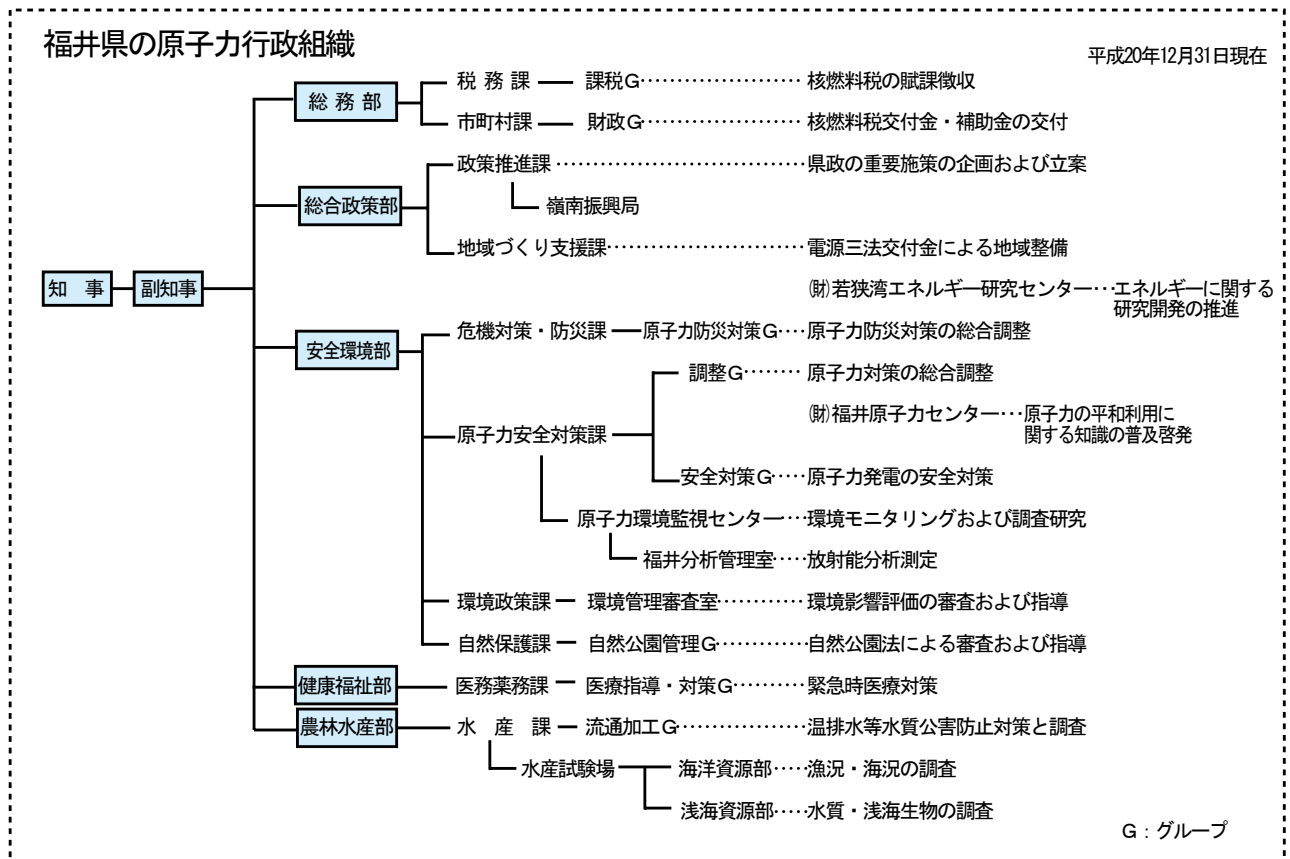 福井県の原子力行政組織
平成20年12月31日現在
総務部
税務課
課税G
核燃料税の賦課徴収
市町村課
財政G
核燃料税交付金・補助金の交付
総合政策部
政策推進課
県政の重要施策の企画および立案
嶺南振興局
地域づくり支援課
電源三法交付金による地域整備
知事
副知事
㈶若狭湾エネルギー研究センター…エネルギーに関する
研究開発の推進
安全環境部
危機対策・防災課
原子力防災対策G
原子力防災対策の総合調整
調整G
原子力対策の総合調整
㈶福井原子力センター…原子力の平和利用に
関する知識の普及啓発
原子力安全対策課
安全対策G
原子力発電の安全対策
原子力環境監視センター
環境モニタリングおよび調査研究
福井分析管理室
放射能分析測定
環境政策課
環境管理審査室
環境影響評価の審査および指導
自然保護課
自然公園管理G
自然公園法による審査および指導
健康福祉部
医務薬務課
医療指導・対策G
緊急時医療対策
農林水産部
水産課
流通加工G
温排水等水質公害防止対策と調査
水産試験場
海洋資源部
漁況・海況の調査
浅海資源部
水質・浅海生物の調査
G：グループ